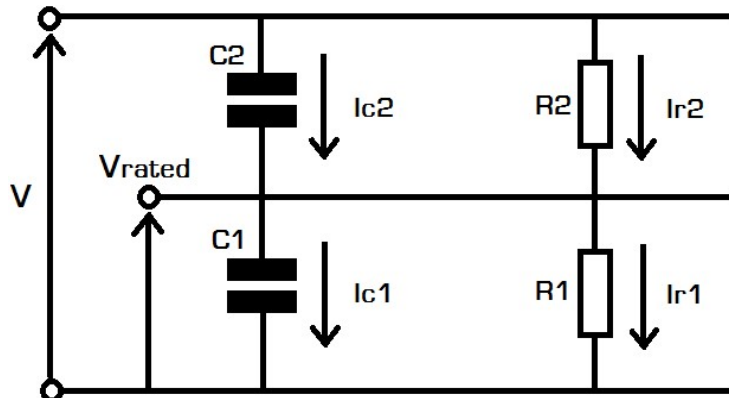 C2
Ic2
R2
Ir2
Vrated
V
C1
Ic1
R1
Ir1